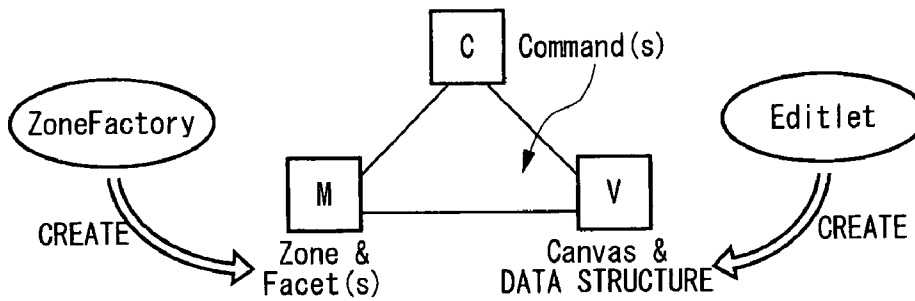 C
Command(s)
ZoneFactory
Editlet
M
V
CREATE
CREATE
Zone &
Facet(s)
Canvas &
DATA STRUCTURE